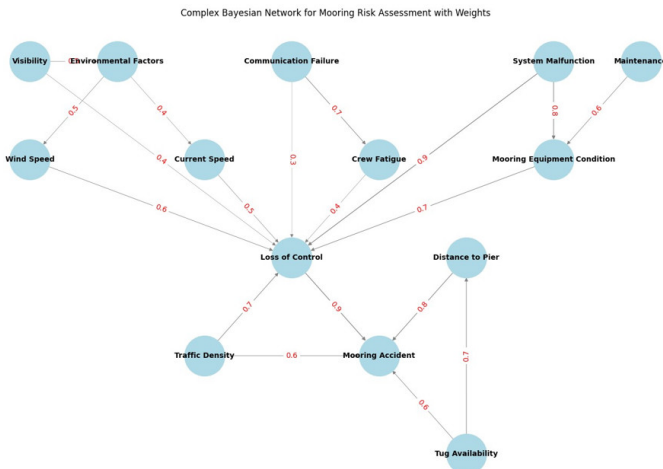 Complex Bayesian Network for Mooring Risk Assessment with Weights
Visibility
Environmental Factors
Communication Failure
System Malfunction
Maintenance
0.5
0.4
0.7
0.8
0.6
Wind Speed
Current Speed
Crew Fatigue
Mooring Equipment Condition
0.4
0.3
0.9
0.6
0.5
0.4
0.7
Loss of Control
Distance to Pier
0.7
0.9
0.8
Traffic Density
0.6
Mooring Accident
0.7
0.6
Tug Availability